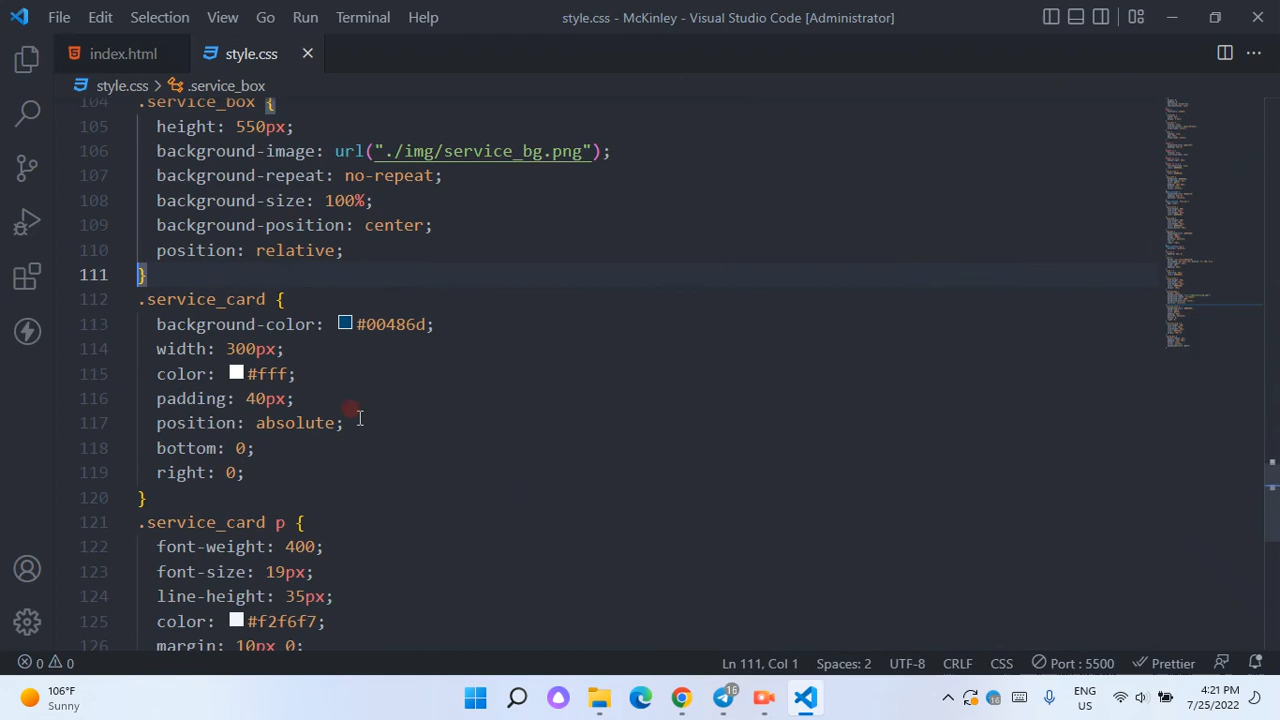 File Edit Selection View Go Run Terminal Help style.css - McKinley - Visual Studio Code [Administrator]
index.html style.css
style.css > .service_box
104 .service_box {
105 height: 550px;
106 background-image: url("./img/service_bg.png");
107 background-repeat: no-repeat;
108 background-size: 100%;
109 background-position: center;
110 position: relative;
111 }
112 .service_card {
113 background-color: #00486d;
114 width: 300px;
115 color: #fff;
116 padding: 40px;
117 position: absolute;
118 bottom: 0;
119 right: 0;
120 }
121 .service_card p {
122 font-weight: 400;
123 font-size: 19px;
124 line-height: 35px;
125 color: #f2f6f7;
126 margin: 10px 0;
0 0 Ln 111, Col 1 Spaces: 2 UTF-8 CRLF CSS Port : 5500 Prettier
106°F
Sunny
16
16
ENG
US
4:21 PM
7/25/2022